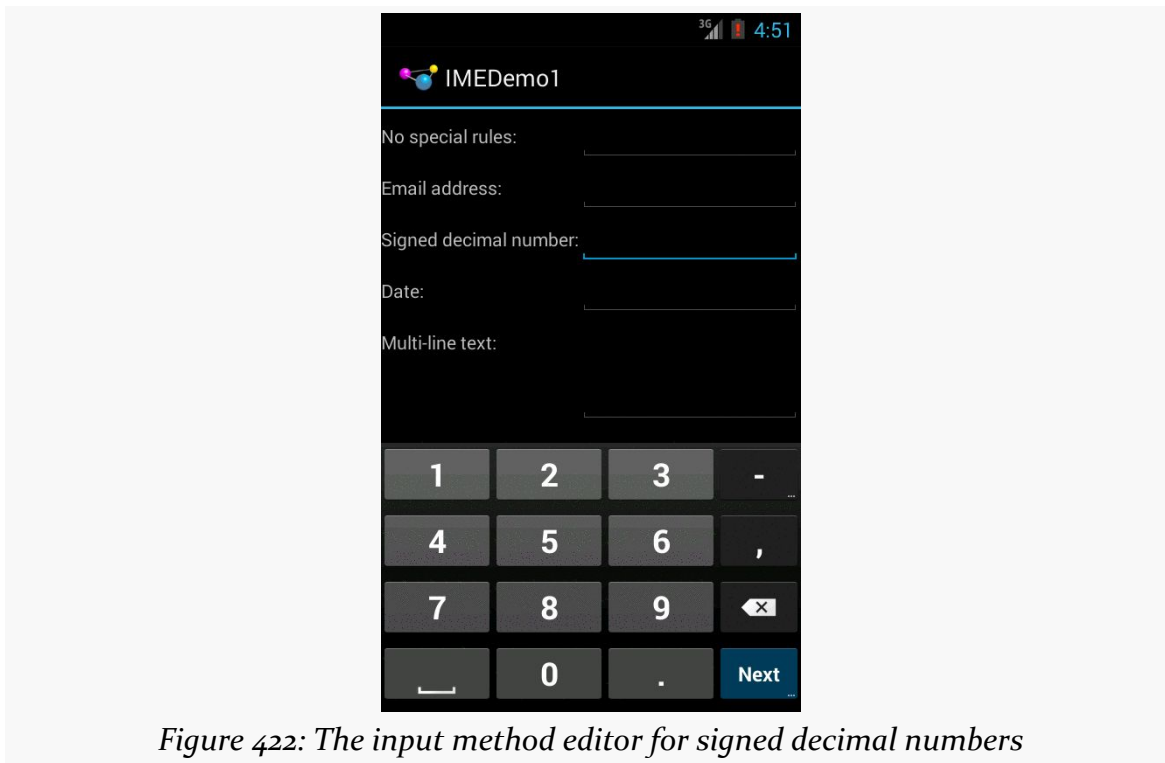 3G 4:51
IMEDemo1
No special rules:
Email address:
Signed decimal number:
Date:
Multi-line text:
1 2 3 -
4 5 6 ,
7 8 9
0 . Next
Figure 422: The input method editor for signed decimal numbers